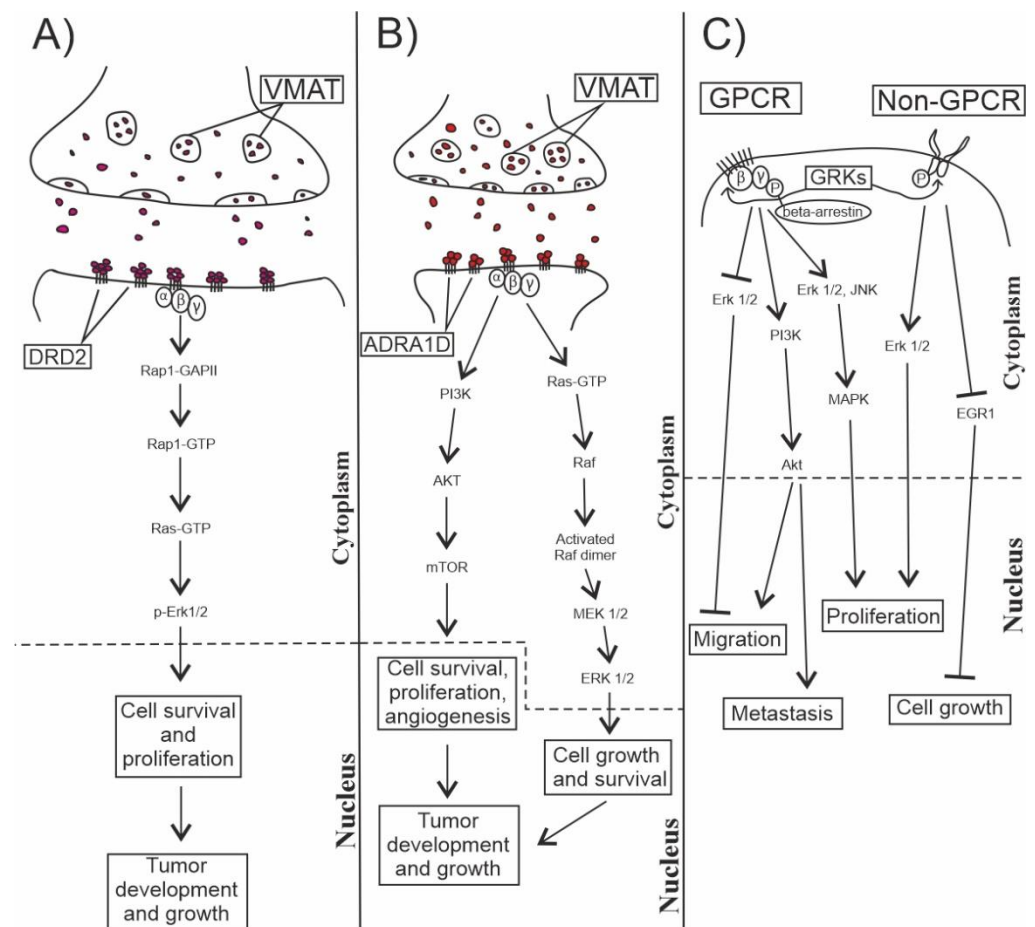 A)
VMAT
α
β
γ
DRD2
Rap1-GAPII
Rap1-GTP
Ras-GTP
p-Erk1/2
Cell survival
and
proliferation
Tumor
development
and growth
Cytoplasm
Nucleus
B)
VMAT
α
β
γ
ADRA1D
PI3K
AKT
mTOR
Cell survival,
proliferation,
angiogenesis
Ras-GTP
Raf
Activated
Raf dimer
MEK 1/2
ERK 1/2
Cell growth
and survival
Tumor
development
and growth
Cytoplasm
Nucleus
C)
GPCR
Non-GPCR
β
γ
P
GRKs
P
beta-arrestin
Erk 1/2
PI3K
Erk 1/2, JNK
MAPK
Erk 1/2
EGR1
Akt
Migration
Proliferation
Metastasis
Cell growth
Cytoplasm
Nucleus